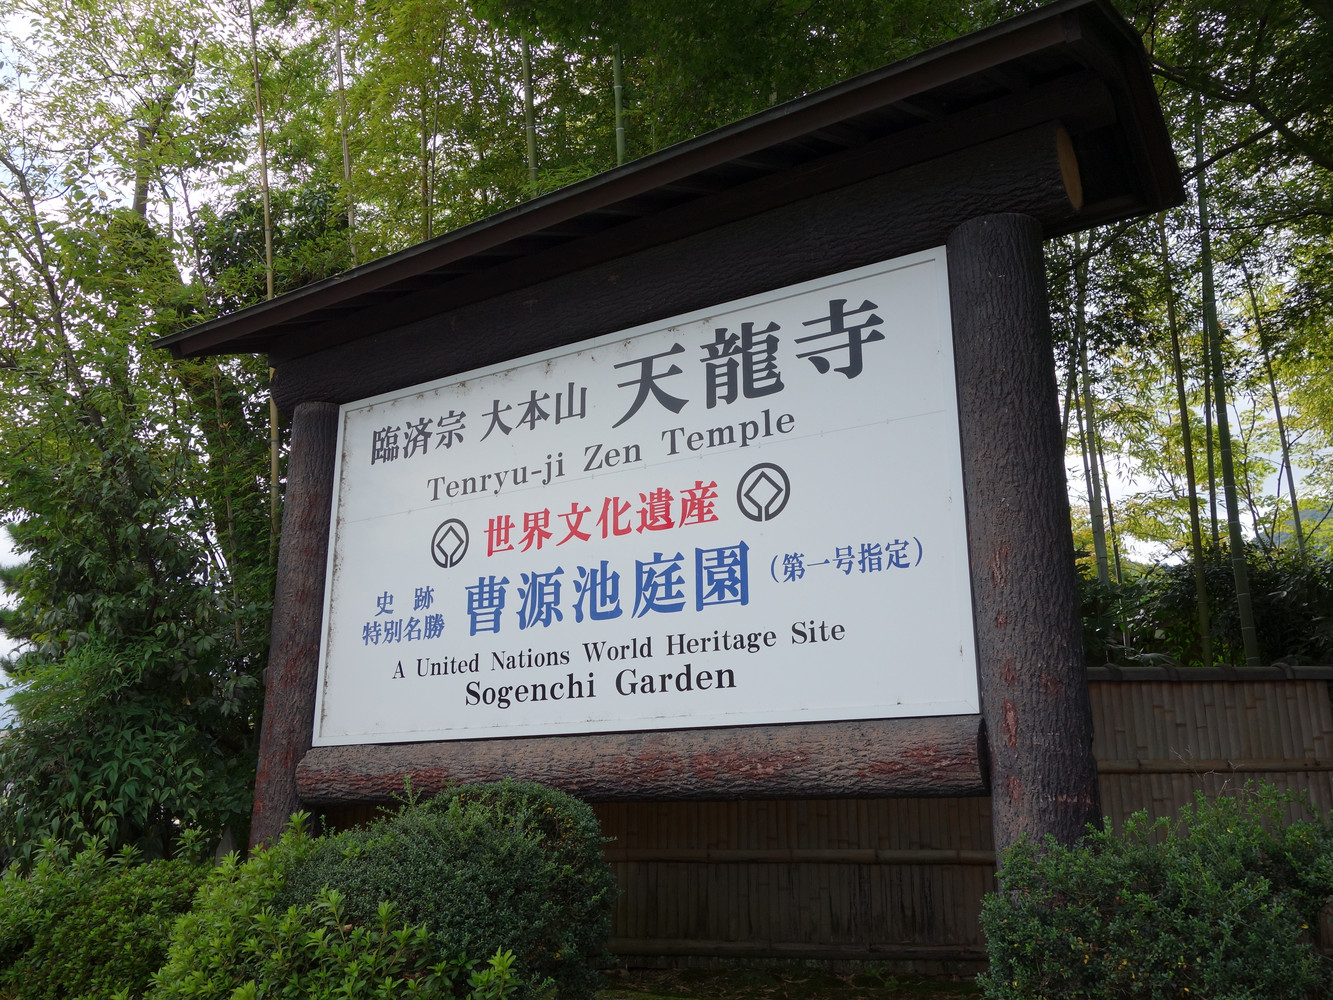 臨済宗 大本山 天龍寺
Tenryu-ji Zen Temple
世界文化遺産
史跡
特別名勝
曹源池庭園 (第一号指定)
A United Nations World Heritage Site
Sogenchi Garden